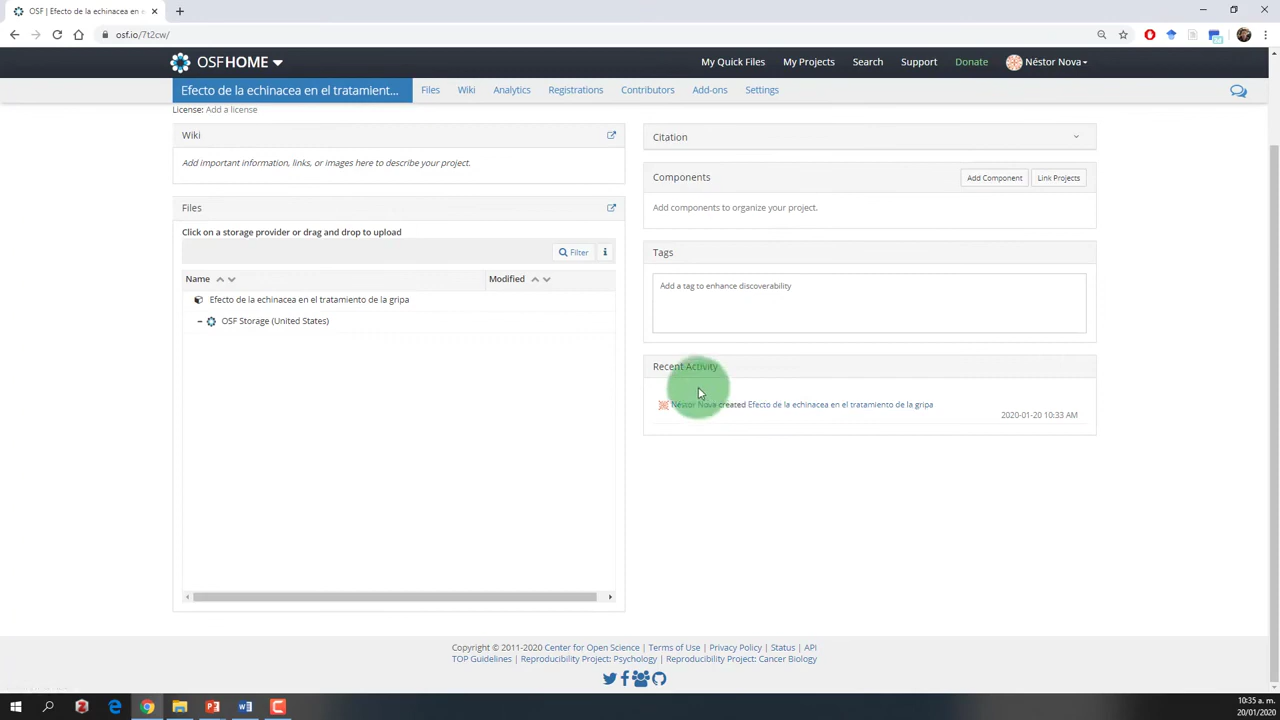 OSF | Efecto de la echinacea en e
osf.io/7t2cw/
OSFHOME
My Quick Files
My Projects
Search
Support
Donate
Néstor Nova
Efecto de la echinacea en el tratamient...
Files
Wiki
Analytics
Registrations
Contributors
Add-ons
Settings
License: Add a license
Wiki
Add important information, links, or images here to describe your project.
Files
Click on a storage provider or drag and drop to upload
Filter
Name
Modified
Efecto de la echinacea en el tratamiento de la gripa
OSF Storage (United States)
Citation
Components
Add Component
Link Projects
Add components to organize your project.
Tags
Add a tag to enhance discoverability
Recent Activity
Néstor Nova created Efecto de la echinacea en el tratamiento de la gripa
2020-01-20 10:33 AM
Copyright © 2011-2020 Center for Open Science | Terms of Use | Privacy Policy | Status | API
TOP Guidelines | Reproducibility Project: Psychology | Reproducibility Project: Cancer Biology
10:35 a. m.
20/01/2020